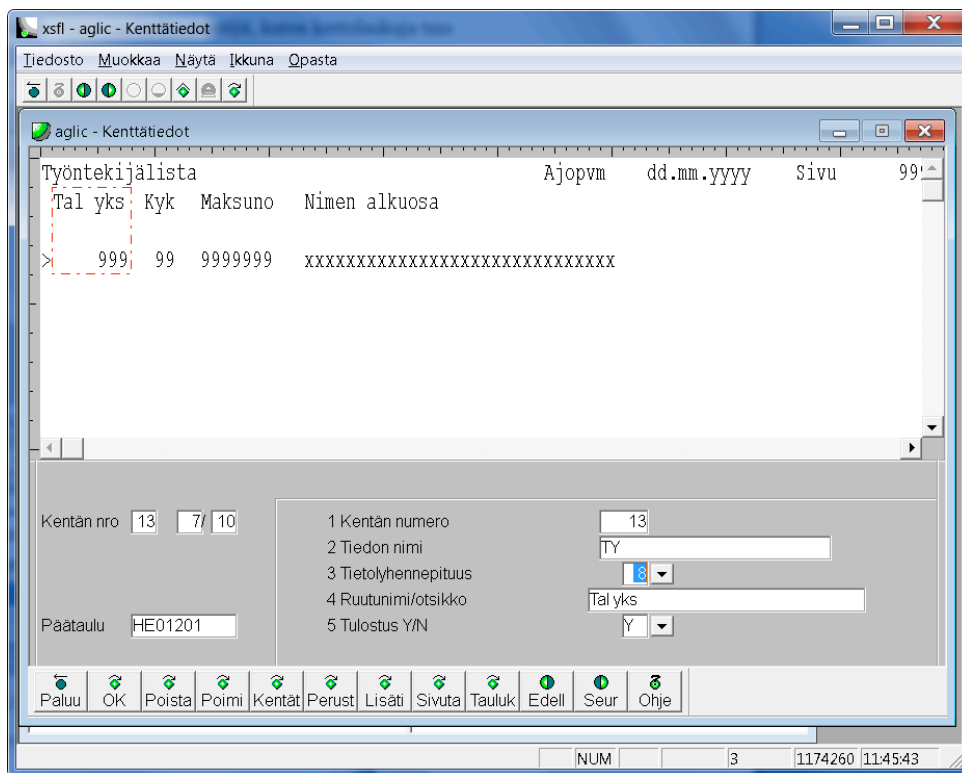 xsfl - aglic - Kenttätiedot
Tiedosto Muokkaa Näytä Ikkuna Opasta
aglic - Kenttätiedot
Työntekijälista Ajopvm dd.mm.yyyy Sivu 99
Tal yks Kyk Maksuno Nimen alkuosa
> 999 99 9999999 xxxxxxxxxxxxxxxxxxxxxxxxxxxxxx
Kentän nro 13 7/ 10 1 Kentän numero 13
2 Tiedon nimi TY
3 Tietolyhennepituus 8
4 Ruutunimi/otsikko Tal yks
Päätaulu HE01201 5 Tulostus Y/N Y
Paluu OK Poista Poimi Kentät Perust Lisäti Sivuta Tauluk Edell Seur Ohje
NUM 3 1174260 11:45:43